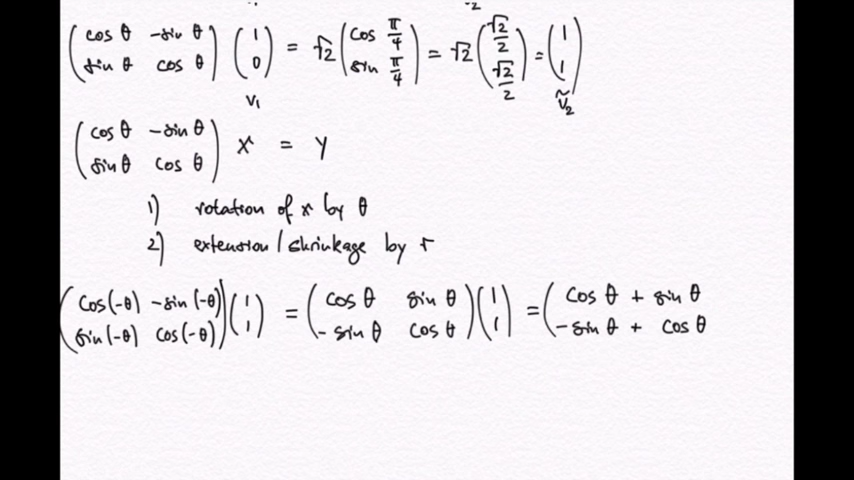 (cos θ -sin θ) (1) = √2 (cos π/4) = √2 (√2/2) = (1)
(sin θ cos θ) (0) (sin π/4) (√2/2) (1)
v₁ ṽ₂
(cos θ -sin θ) x = y
(sin θ cos θ)
1) rotation of x by θ
2) extension / shrinkage by r
(cos(-θ) -sin(-θ)) (1) = (cos θ sin θ) (1) = (cos θ + sin θ
(sin(-θ) cos(-θ)) (1) (-sin θ cos θ) (1) (-sin θ + cos θ